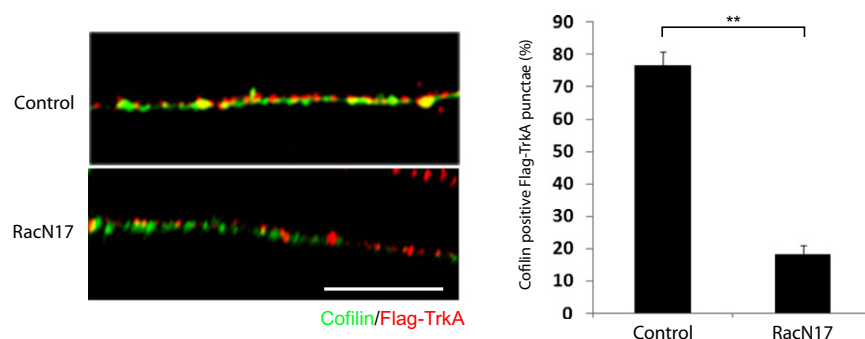 Control
RacN17
Cofilin/Flag-TrkA
Cofilin positive Flag-TrkA punctae (%)
90
80
70
60
50
40
30
20
10
0
**
Control
RacN17